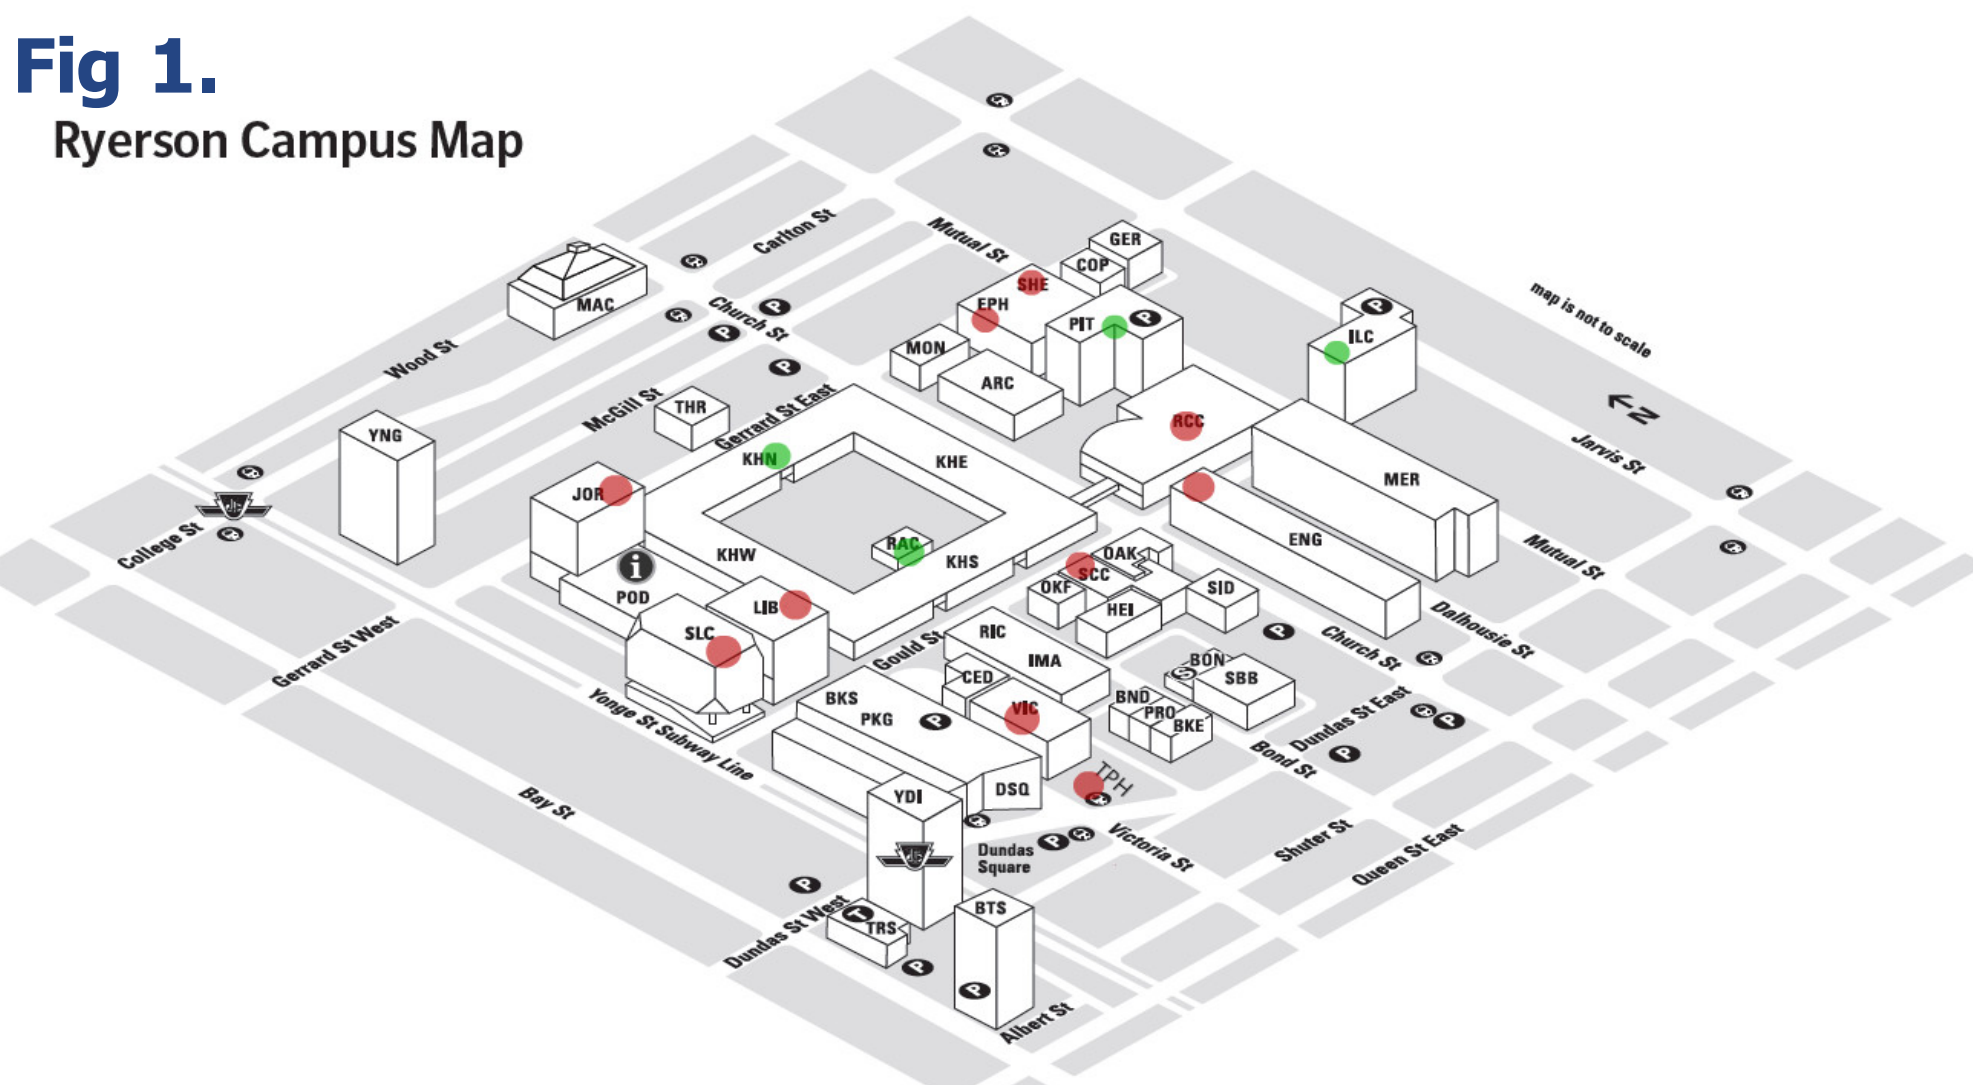 Fig 1.
Ryerson Campus Map
Carlton St
Mutual St
GER
COP
SHE
EPH
MAC
Church St
P
P
PIT
P
P
ILC
map is not to scale
Wood St
MON
P
ARC
McGill St
THR
Gerrard St East
N
YNG
RCC
Jarvis St
KHN
KHE
MER
JOR
College St
KHW
RAC
KHS
ENG
OAK
Mutual St
i
SCC
POD
OKF
SID
LIB
HEI
Dalhousie St
SLC
RIC
P
Church St
Gerrard St West
Gould St
IMA
BON
S
SBB
CED
BKS
BND
Yonge St Subway Line
PKG
P
VIC
PRO
BKE
Dundas St East
P
Bond St
P
TPH
Bay St
YDI
DSQ
Dundas
Square
P
Victoria St
Shuter St
Queen St East
P
Dundas St West
T
TRS
BTS
P
P
Albert St